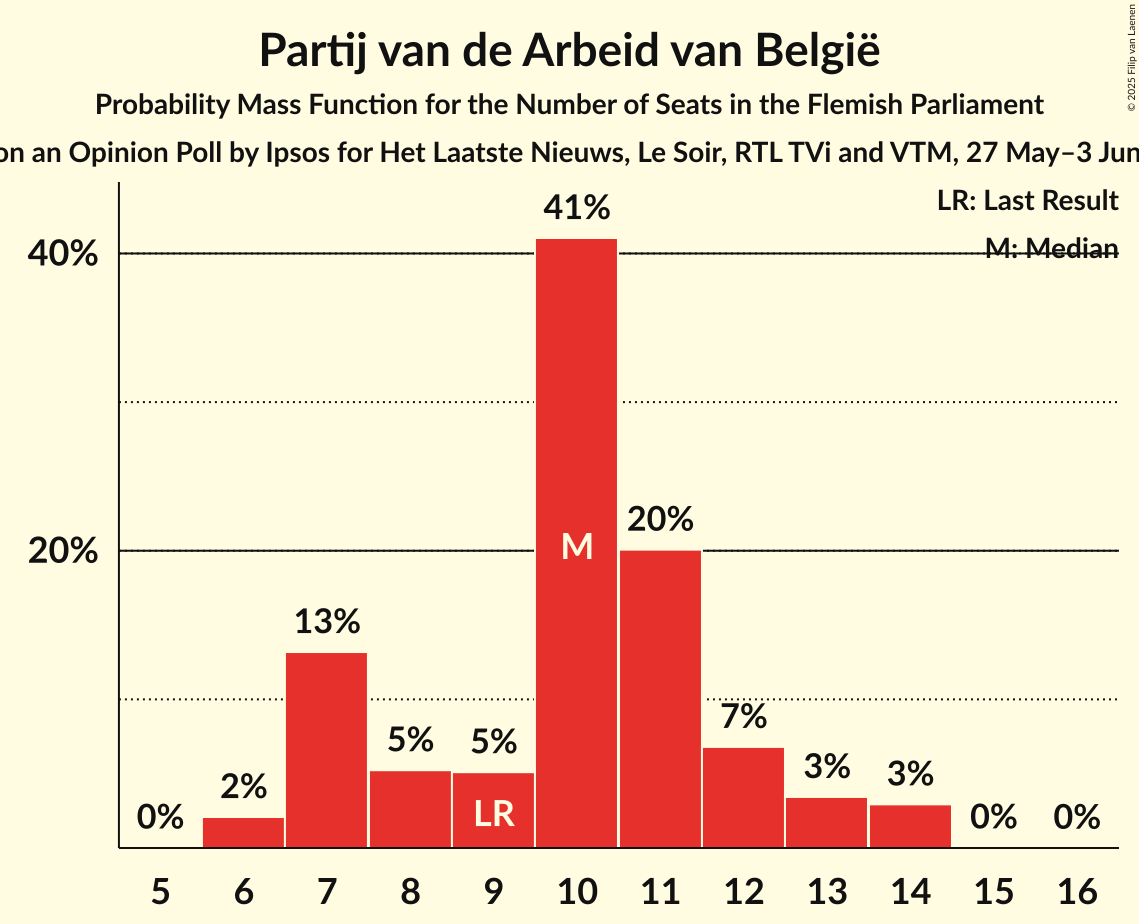 Partij van de Arbeid van België
Probability Mass Function for the Number of Seats in the Flemish Parliament
on an Opinion Poll by Ipsos for Het Laatste Nieuws, Le Soir, RTL TVi and VTM, 27 May–3 Jun
© 2025 Filip van Laenen
LR: Last Result
M: Median
40%
20%
0%
2%
13%
5%
5%
41%
20%
7%
3%
3%
0%
0%
LR
M
5 6 7 8 9 10 11 12 13 14 15 16